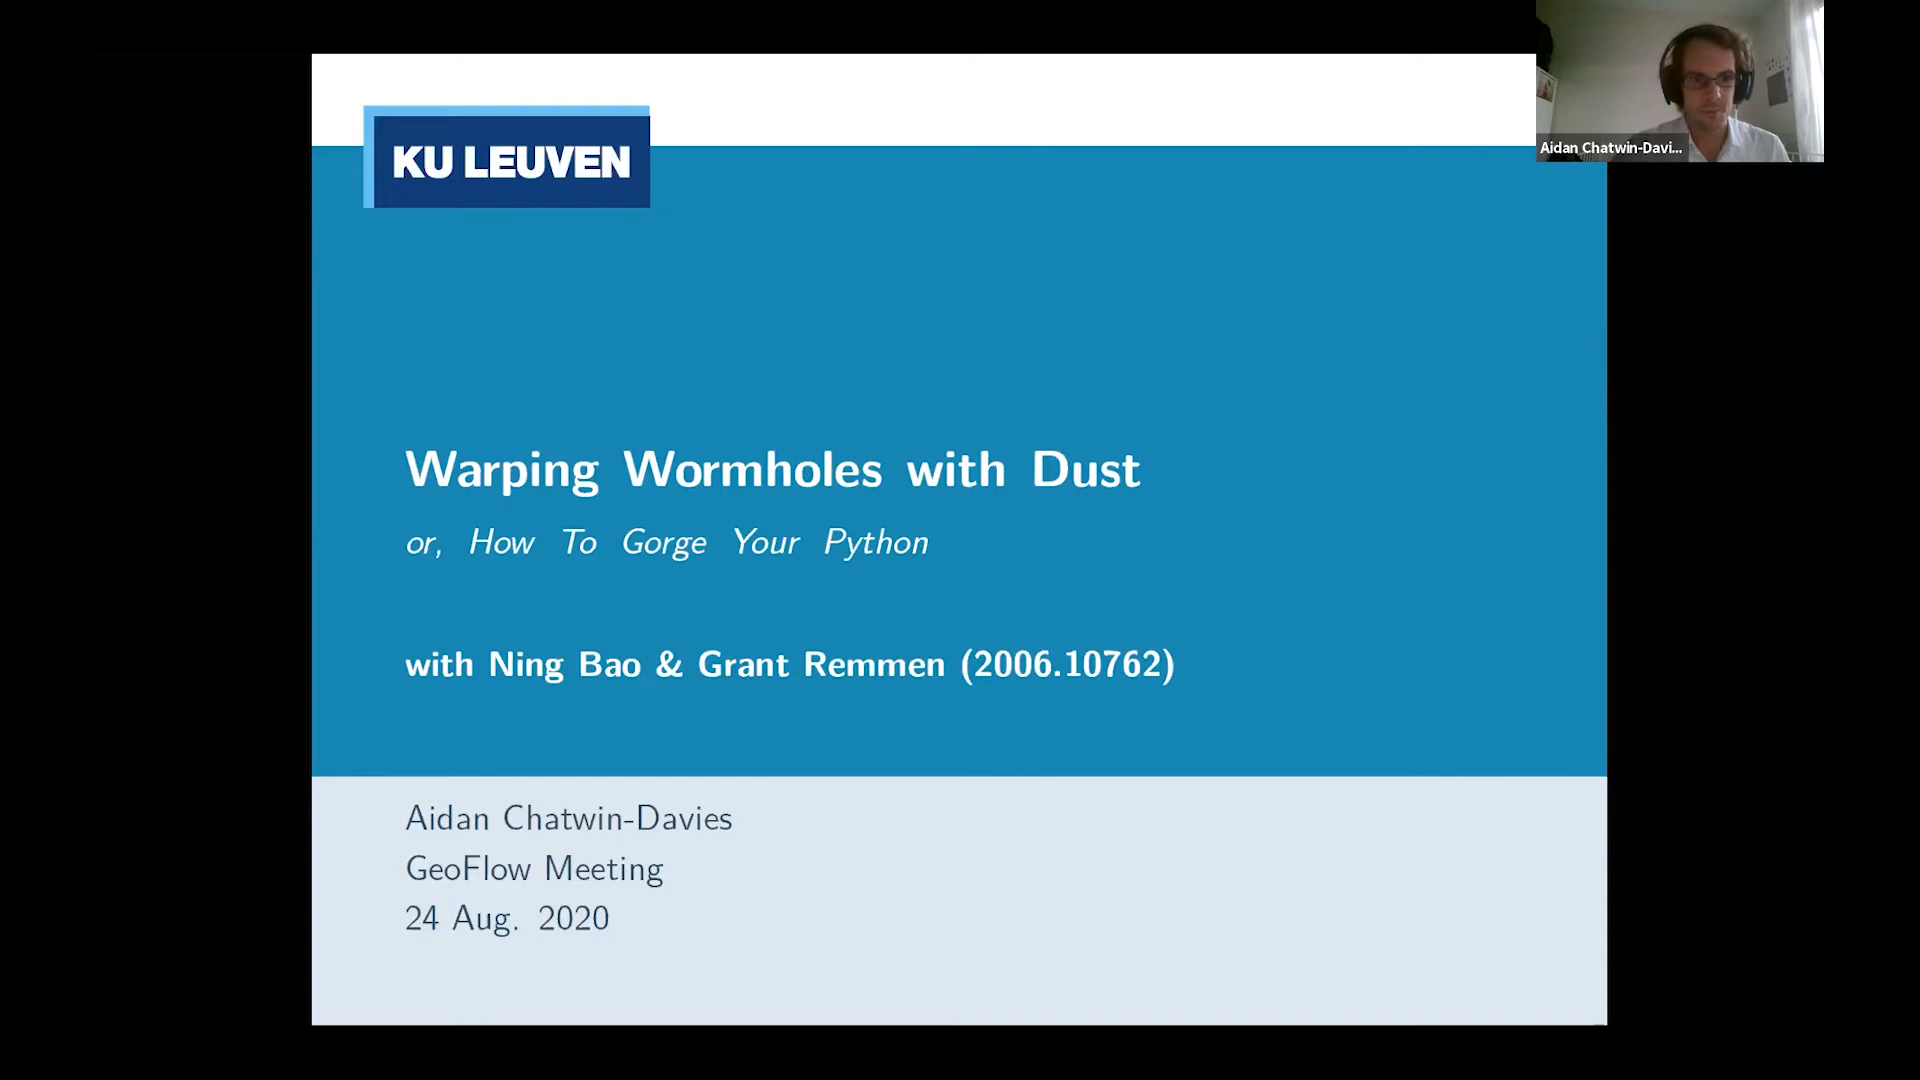 Aidan Chatwin-Davi...
KU LEUVEN
Warping Wormholes with Dust
or, How To Gorge Your Python
with Ning Bao & Grant Remmen (2006.10762)
Aidan Chatwin-Davies
GeoFlow Meeting
24 Aug. 2020